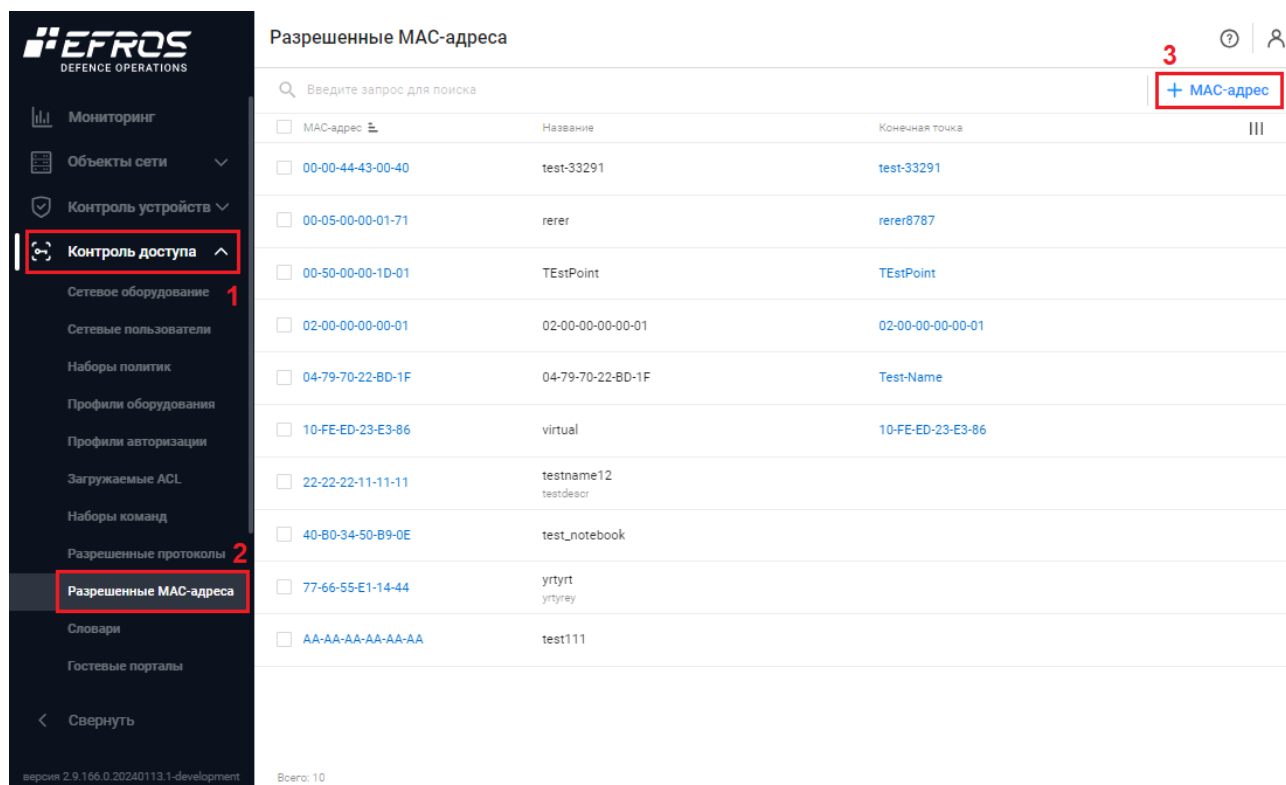 EFROS
DEFENCE OPERATIONS
Мониторинг
Объекты сети
Контроль устройств
Контроль доступа
1
Сетевое оборудование
Сетевые пользователи
Наборы политик
Профили оборудования
Профили авторизации
Загружаемые ACL
Наборы команд
Разрешенные протоколы
2
Разрешенные MAC-адреса
Словари
Гостевые порталы
Свернуть
версия 2.9.166.0.20240113.1-development
Разрешенные MAC-адреса
3
Введите запрос для поиска
+ MAC-адрес
MAC-адрес Название Конечная точка
00-00-44-43-00-40 test-33291 test-33291
00-05-00-00-01-71 rerer rerer8787
00-50-00-00-1D-01 TEstPoint TEstPoint
02-00-00-00-00-01 02-00-00-00-00-01 02-00-00-00-00-01
04-79-70-22-BD-1F 04-79-70-22-BD-1F Test-Name
10-FE-ED-23-E3-86 virtual 10-FE-ED-23-E3-86
22-22-22-11-11-11 testname12
testdescr
40-B0-34-50-B9-0E test_notebook
77-66-55-E1-14-44 yrtyrt
yrtyrey
AA-AA-AA-AA-AA-AA test111
Всего: 10